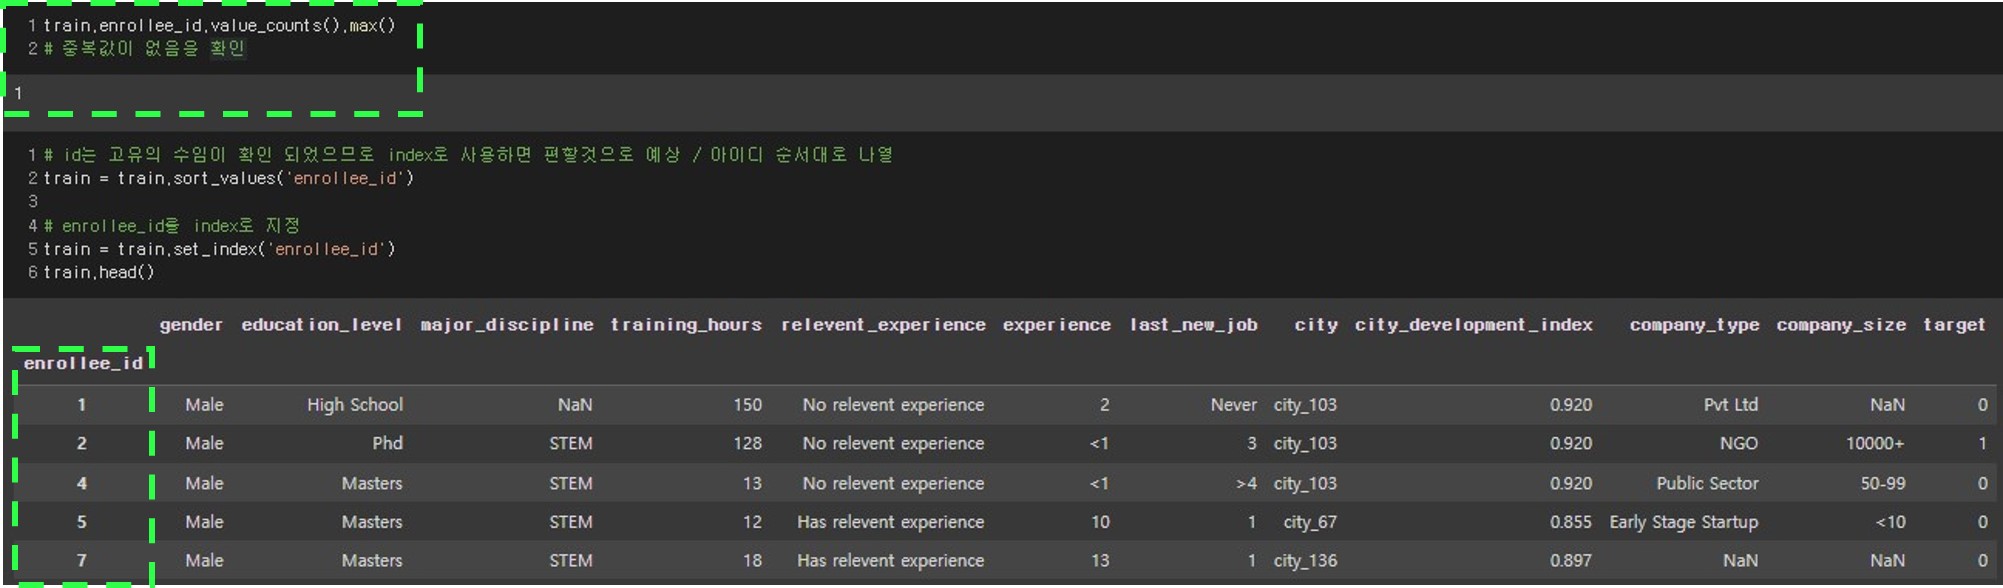 1 train.enrollee_id.value_counts().max()
2 # 중복값이 없음을 확인
1
1 # id는 고유의 수임이 확인 되었으므로 index로 사용하면 편할것으로 예상 / 아이디 순서대로 나열
2 train = train.sort_values('enrollee_id')
3
4 # enrollee_id를 index로 지정
5 train = train.set_index('enrollee_id')
6 train.head()
gender education_level major_discipline training_hours relevent_experience experience last_new_job city city_development_index company_type company_size target
enrollee_id
1 Male High School NaN 150 No relevent experience 2 Never city_103 0.920 Pvt Ltd NaN 0
2 Male Phd STEM 128 No relevent experience <1 3 city_103 0.920 NGO 10000+ 1
4 Male Masters STEM 13 No relevent experience <1 >4 city_103 0.920 Public Sector 50-99 0
5 Male Masters STEM 12 Has relevent experience 10 1 city_67 0.855 Early Stage Startup <10 0
7 Male Masters STEM 18 Has relevent experience 13 1 city_136 0.897 NaN NaN 0